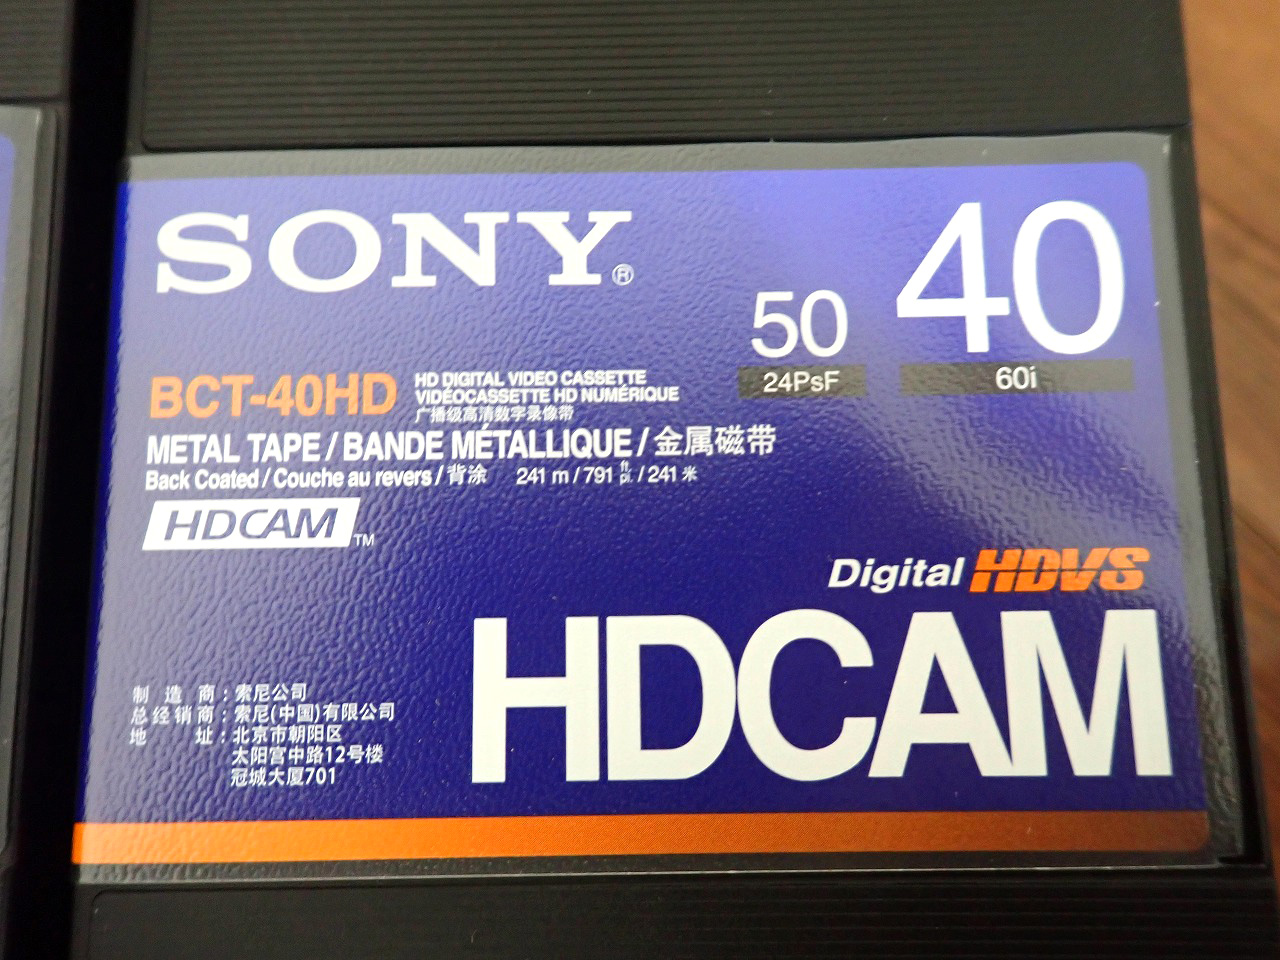 SONY®
50 40
24PsF 60i
BCT-40HD
HD DIGITAL VIDEO CASSETTE
VIDÉOCASSETTE HD NUMÉRIQUE
广播级高清数字录像带
METAL TAPE / BANDE MÉTALLIQUE / 金属磁带
Back Coated / Couche au revers / 背涂 241 m / 791 ft. pi. / 241 米
HDCAM TM
Digital HDVS
HDCAM
制造商：索尼公司
总经销商：索尼(中国)有限公司
地址：北京市朝阳区
太阳宫中路12号楼
冠城大厦701